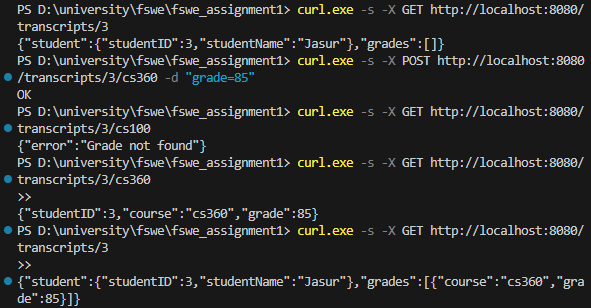 PS D:\university\fswe\fswe_assignment1> curl.exe -s -X GET http://localhost:8080/
transcripts/3
{"student":{"studentID":3,"studentName":"Jasur"},"grades":[]}
PS D:\university\fswe\fswe_assignment1> curl.exe -s -X POST http://localhost:8080
/transcripts/3/cs360 -d "grade=85"
OK
PS D:\university\fswe\fswe_assignment1> curl.exe -s -X GET http://localhost:8080/
transcripts/3/cs100
{"error":"Grade not found"}
PS D:\university\fswe\fswe_assignment1> curl.exe -s -X GET http://localhost:8080/
transcripts/3/cs360
>>
{"studentID":3,"course":"cs360","grade":85}
PS D:\university\fswe\fswe_assignment1> curl.exe -s -X GET http://localhost:8080/
transcripts/3
>>
{"student":{"studentID":3,"studentName":"Jasur"},"grades":[{"course":"cs360","gra
de":85}]}